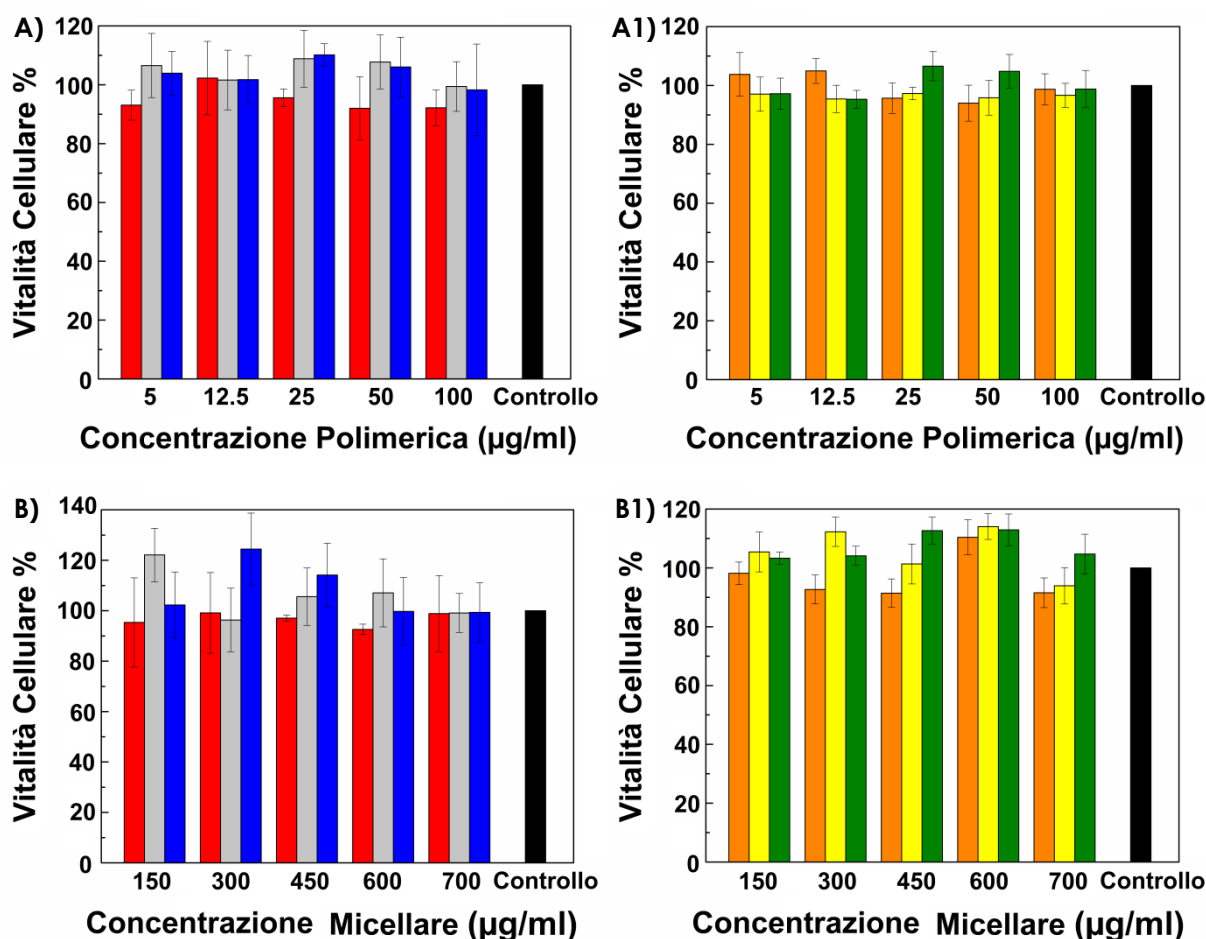 A)
Vitalità Cellulare %
120
100
80
60
40
20
0
5 12.5 25 50 100 Controllo
Concentrazione Polimerica (µg/ml)
A1)
Vitalità Cellulare %
120
100
80
60
40
20
0
5 12.5 25 50 100 Controllo
Concentrazione Polimerica (µg/ml)
B)
Vitalità Cellulare %
140
120
100
80
60
40
20
0
150 300 450 600 700 Controllo
Concentrazione Micellare (µg/ml)
B1)
Vitalità Cellulare %
120
100
80
60
40
20
0
150 300 450 600 700 Controllo
Concentrazione Micellare (µg/ml)